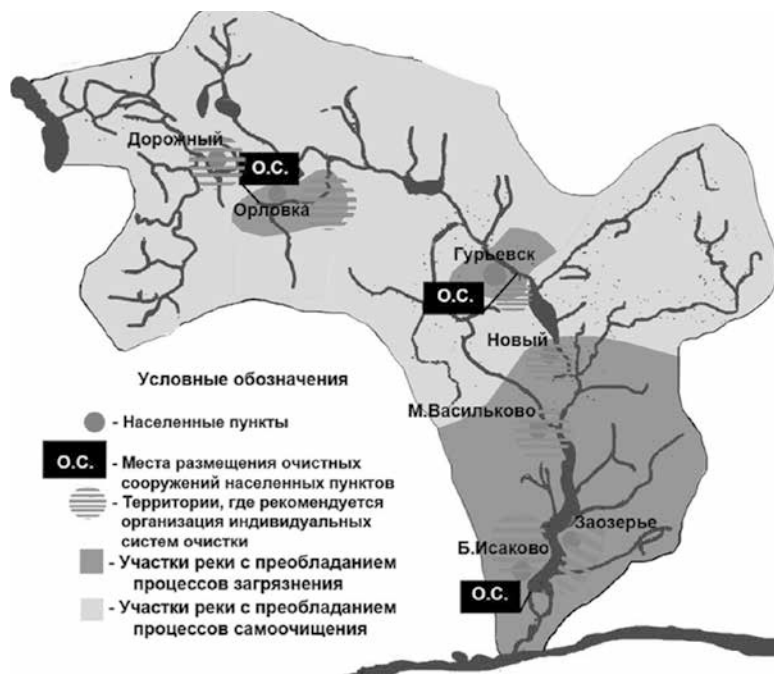 Дорожный
О.С.
Орловка
Гурьевск
О.С.
Новый
Условные обозначения
М.Васильково
- Населенные пункты
О.С. - Места размещения очистных
сооружений населенных пунктов
- Территории, где рекомендуется
организация индивидуальных
систем очистки
Заозерье
Б.Исаково
- Участки реки с преобладанием
процессов загрязнения
О.С.
- Участки реки с преобладанием
процессов самоочищения